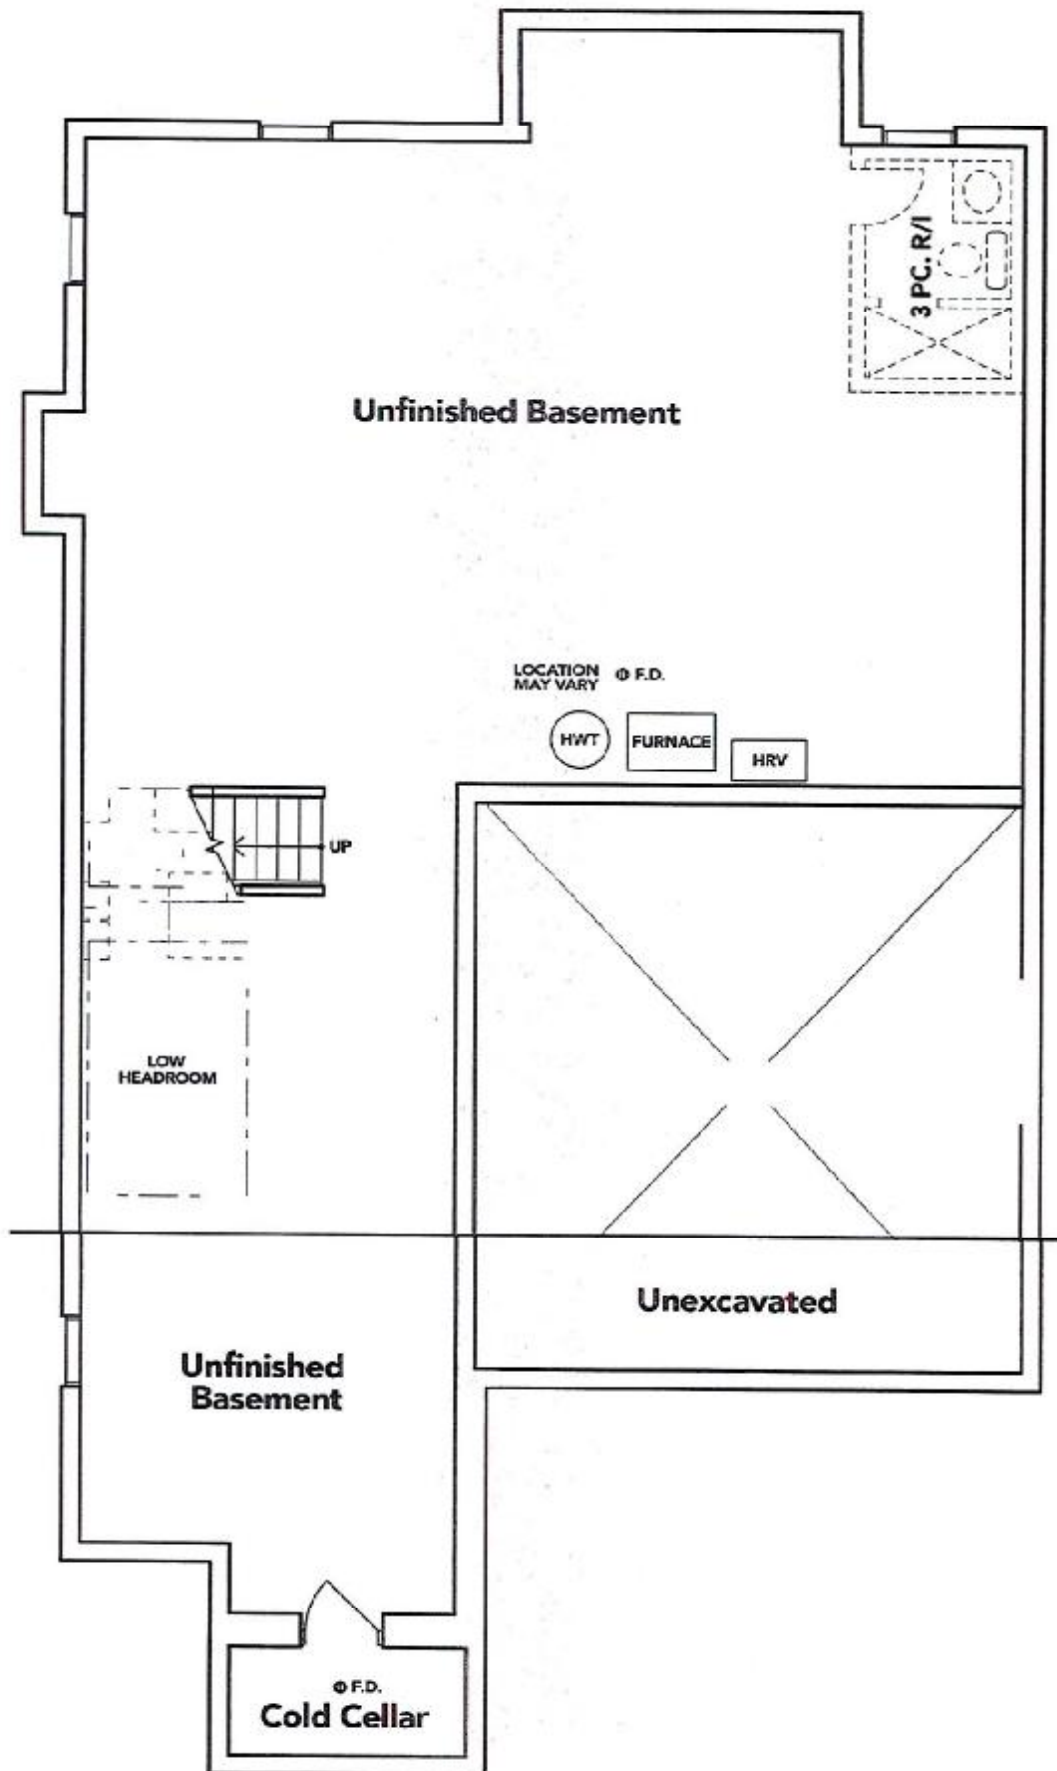 3 PC. R/I
Unfinished Basement
LOCATION
MAY VARY
Φ F.D.
HWT
FURNACE
HRV
UP
LOW
HEADROOM
Unexcavated
Unfinished
Basement
Φ F.D.
Cold Cellar